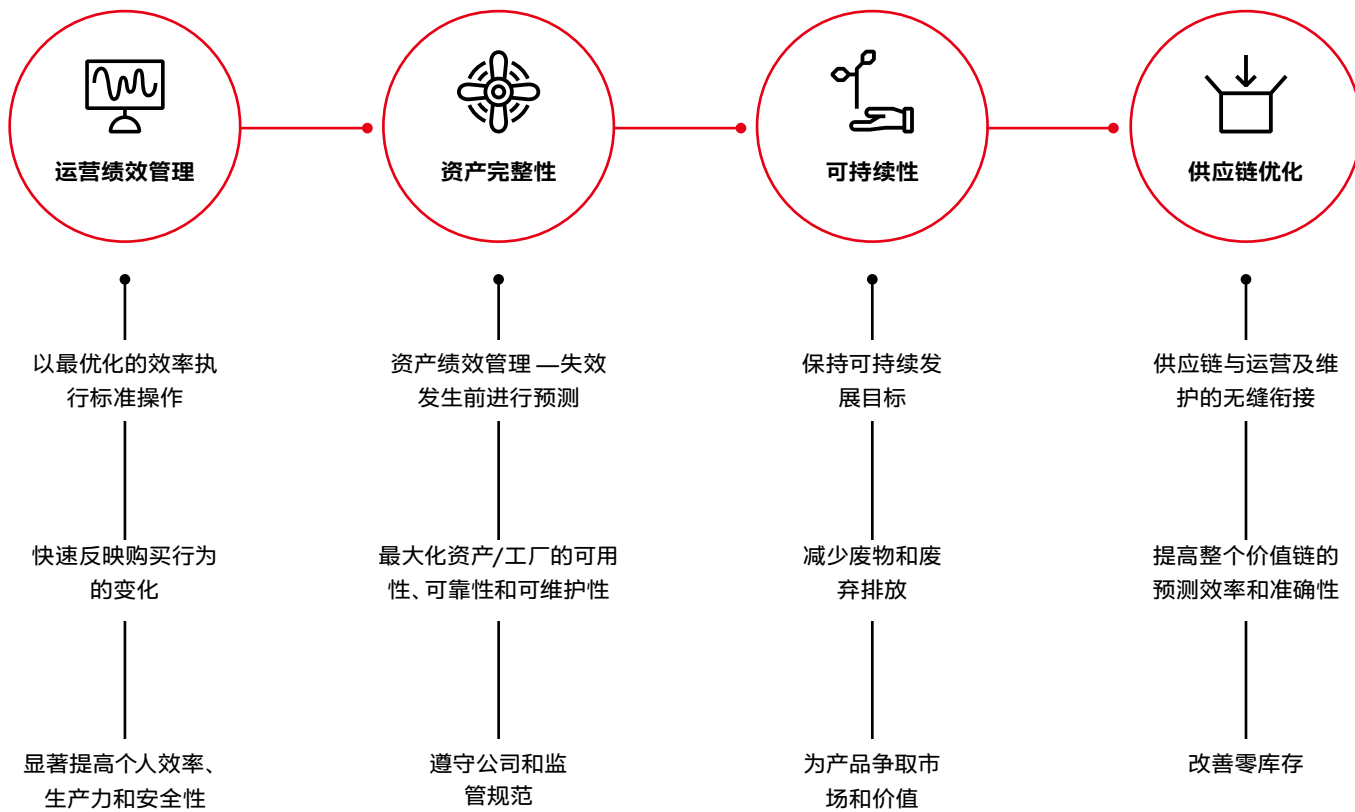 运营绩效管理
资产完整性
可持续性
供应链优化
以最优化的效率执
行标准操作
资产绩效管理 —失效
发生前进行预测
保持可持续发
展目标
供应链与运营及维
护的无缝衔接
快速反映购买行为
的变化
最大化资产/工厂的可用
性、可靠性和可维护性
减少废物和废
弃排放
提高整个价值链的
预测效率和准确性
显著提高个人效率、
生产力和安全性
遵守公司和监
管规范
为产品争取市
场和价值
改善零库存